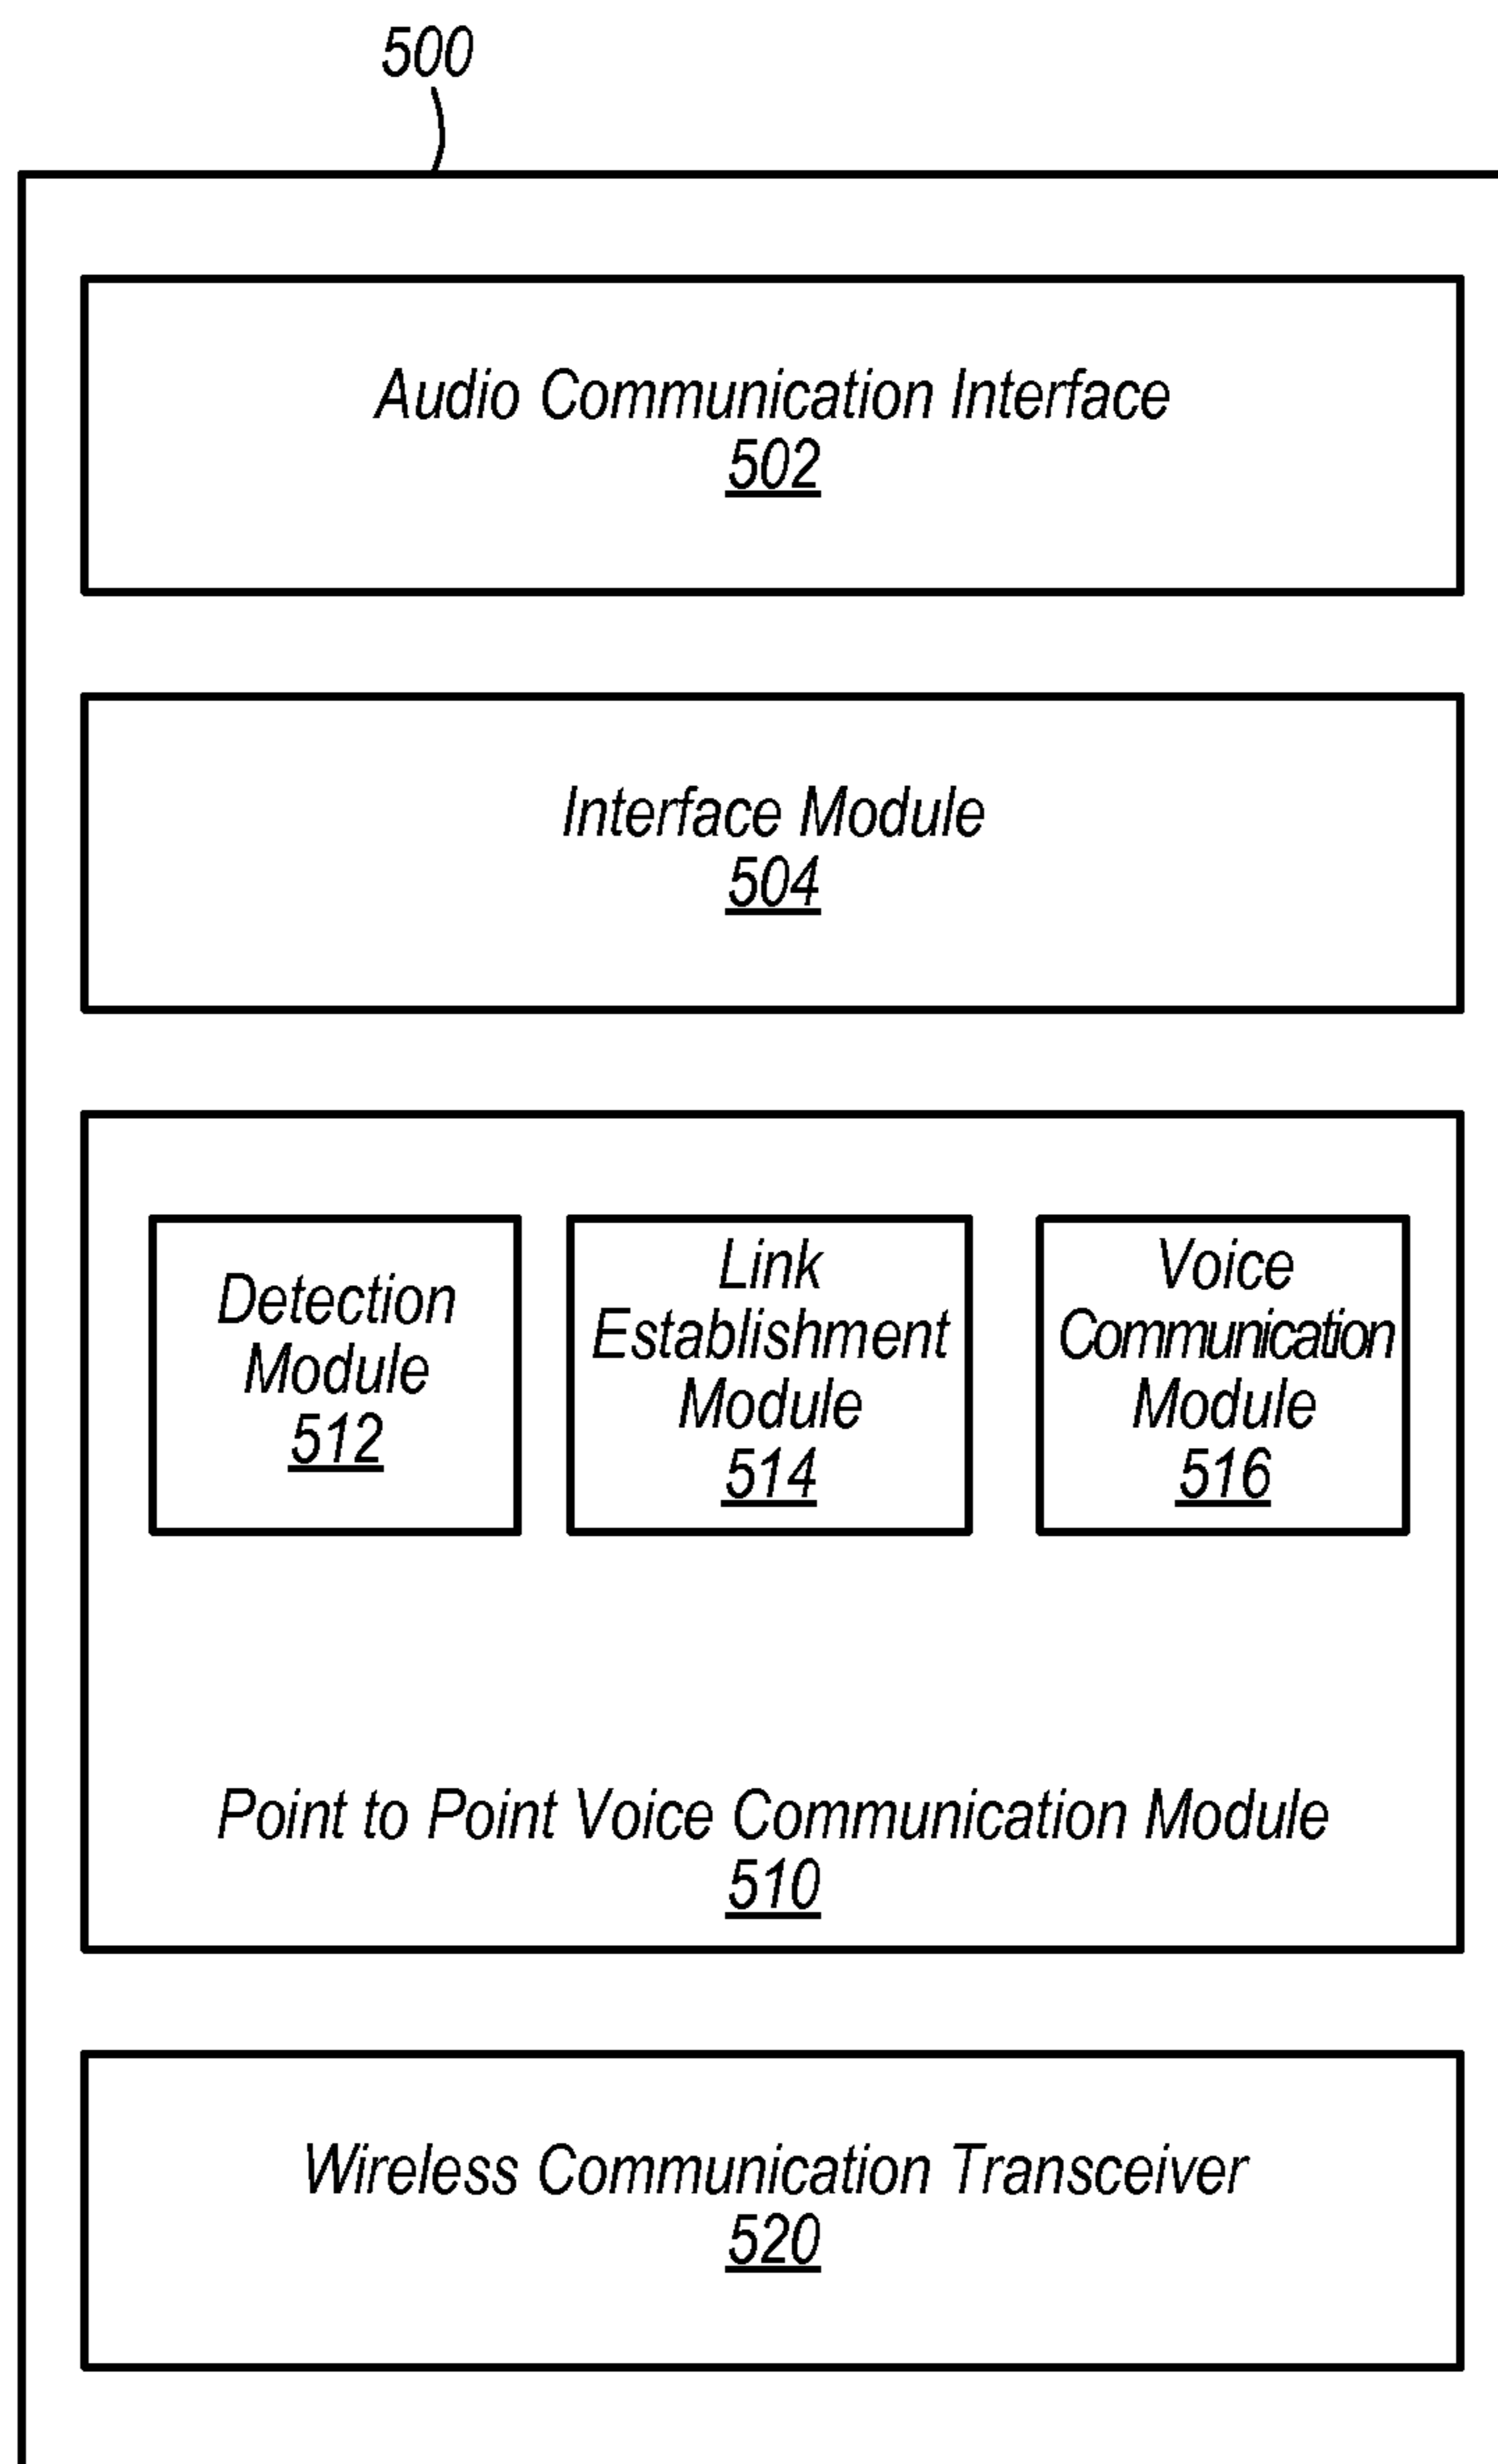 500
Audio Communication Interface
502
Interface Module
504
Detection
Module
512
Link
Establishment
Module
514
Voice
Communication
Module
516
Point to Point Voice Communication Module
510
Wireless Communication Transceiver
520